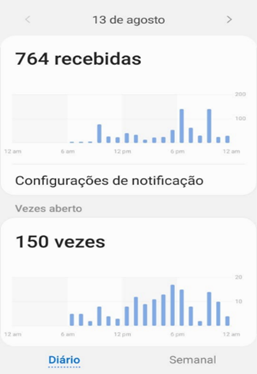 13 de agosto
764 recebidas
200
100
12 am 6 am 12 pm 6 pm 12 am
Configurações de notificação
Vezes aberto
150 vezes
20
10
12 am 6 am 12 pm 6 pm 12 am
Diário Semanal